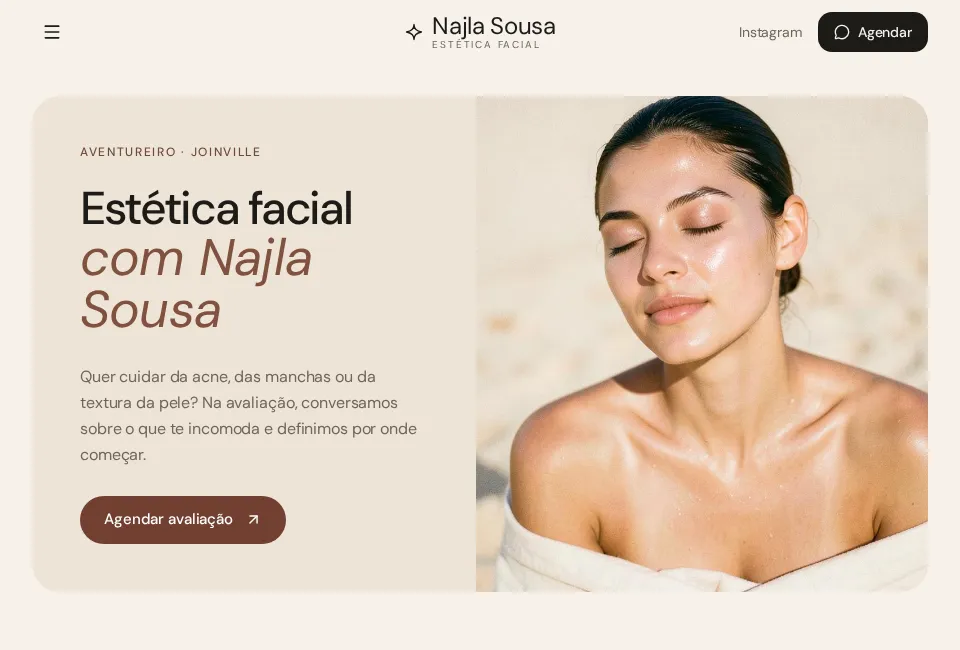 Najla Sousa
ESTÉTICA FACIAL
Instagram
Agendar
AVENTUREIRO · JOINVILLE
Estética facial
com Najla
Sousa
Quer cuidar da acne, das manchas ou da
textura da pele? Na avaliação, conversamos
sobre o que te incomoda e definimos por onde
começar.
Agendar avaliação